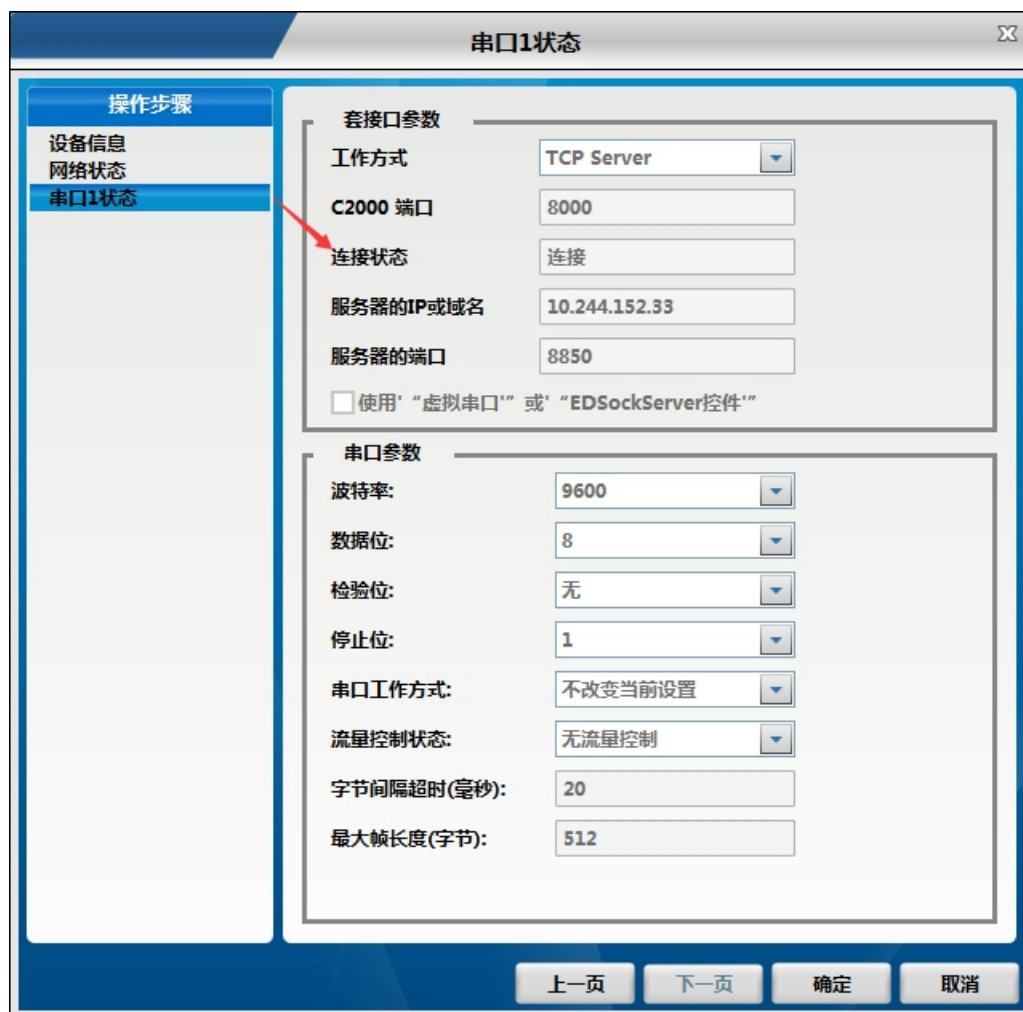 串口1状态
操作步骤
设备信息
网络状态
串口1状态
套接口参数
工作方式 TCP Server
C2000 端口 8000
连接状态 连接
服务器的IP或域名 10.244.152.33
服务器的端口 8850
使用' “虚拟串口'” 或' “EDSockServer控件'”
串口参数
波特率: 9600
数据位: 8
检验位: 无
停止位: 1
串口工作方式: 不改变当前设置
流量控制状态: 无流量控制
字节间隔超时(毫秒): 20
最大帧长度(字节): 512
上一页 下一页 确定 取消